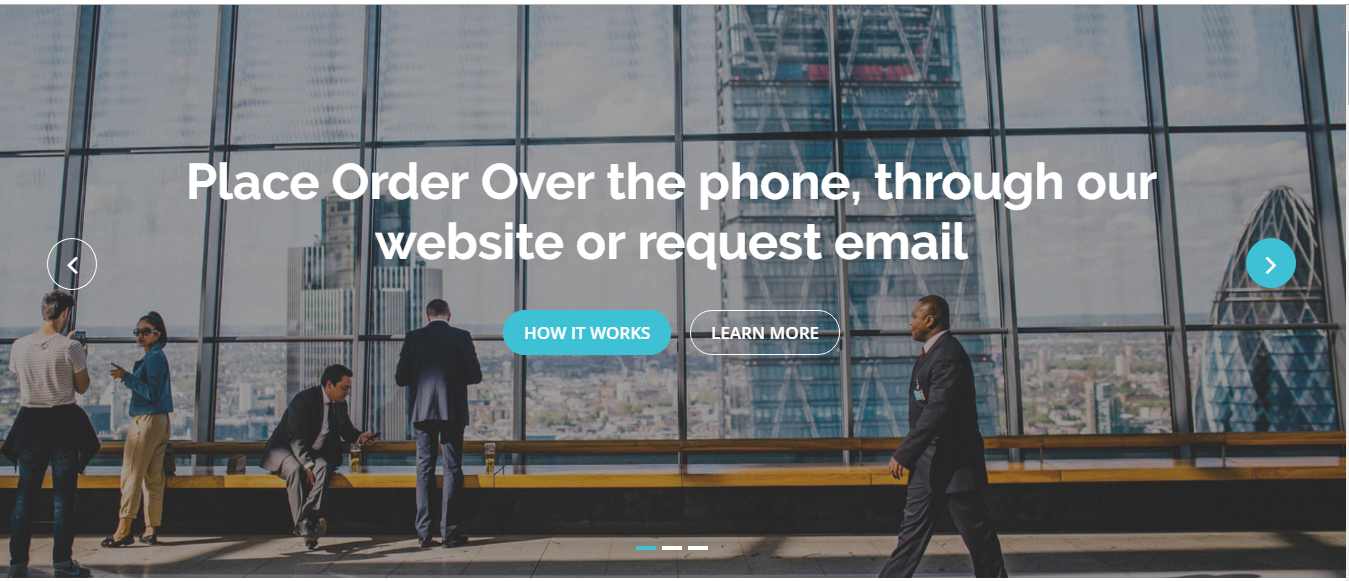 Place Order Over the phone, through our
website or request email
HOW IT WORKS
LEARN MORE